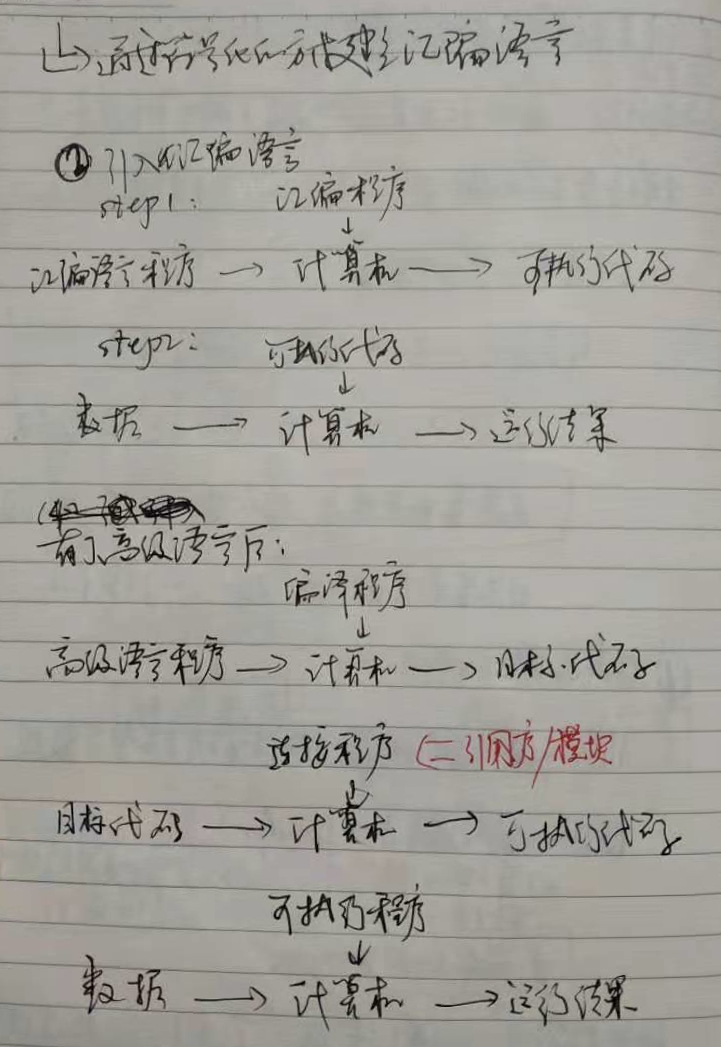 ↳ 通过符号化的方式建立汇编语言
② 引入汇编语言
step1: 汇编程序
↓
汇编语言程序 → 计算机 → 可执行代码
step2: 可执行代码
↓
数据 → 计算机 → 运行结果
有了高级语言后:
编译程序
↓
高级语言程序 → 计算机 → 目标代码
连接程序 (二引用库/模块
↓
目标代码 → 计算机 → 可执行代码
可执行程序
↓
数据 → 计算机 → 运行结果